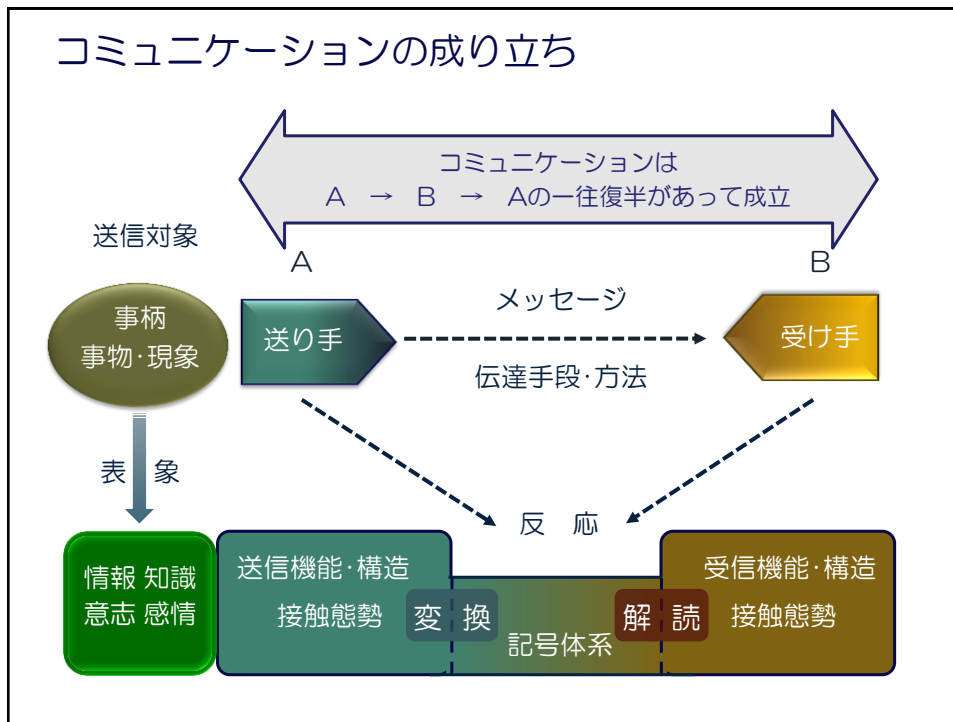 コミュニケーションの成り立ち
コミュニケーションは
A → B → Aの一往復半があって成立
送信対象
A
B
事柄
事物・現象
送り手
メッセージ
伝達手段・方法
受け手
表 象
反 応
情報 知識
意志 感情
送信機能・構造
接触態勢
変 換
記号体系
解 読
受信機能・構造
接触態勢